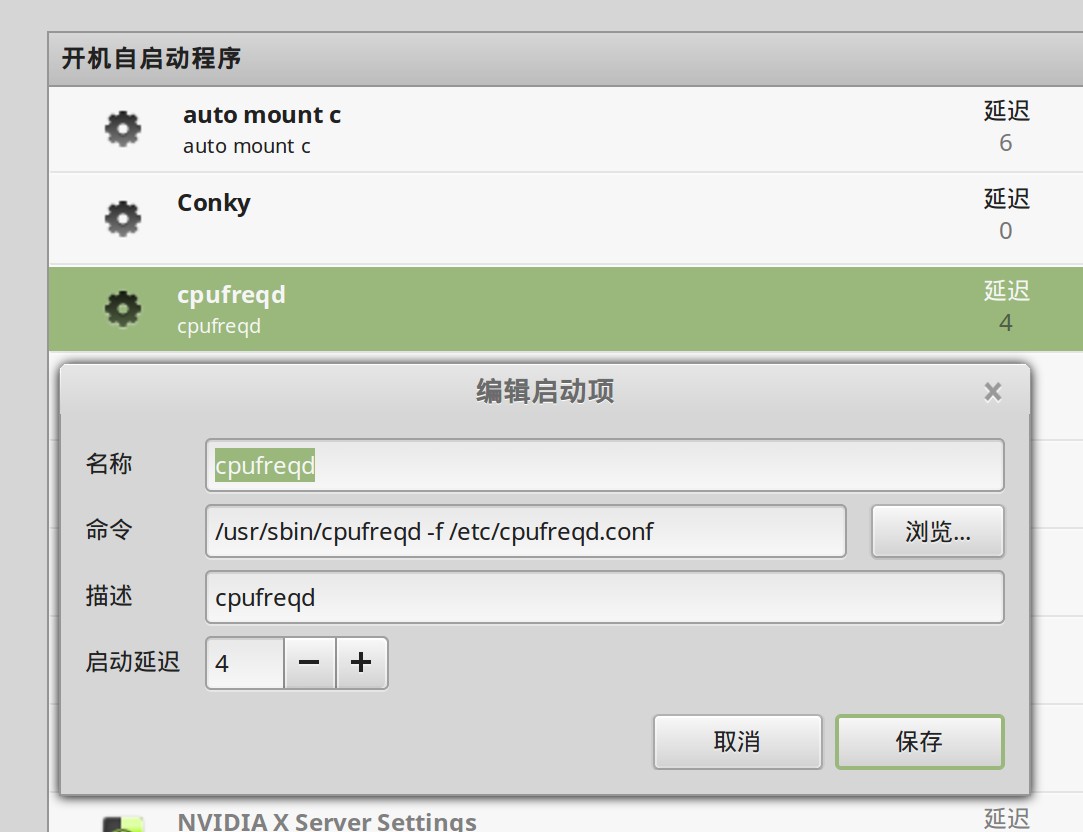 开机自启动程序
auto mount c
延迟
auto mount c
6
Conky
延迟
0
cpufreqd
延迟
cpufreqd
4
编辑启动项
名称
cpufreqd
命令
/usr/sbin/cpufreqd -f /etc/cpufreqd.conf
浏览...
描述
cpufreqd
启动延迟
4
取消
保存
NVIDIA X Server Settings
延迟